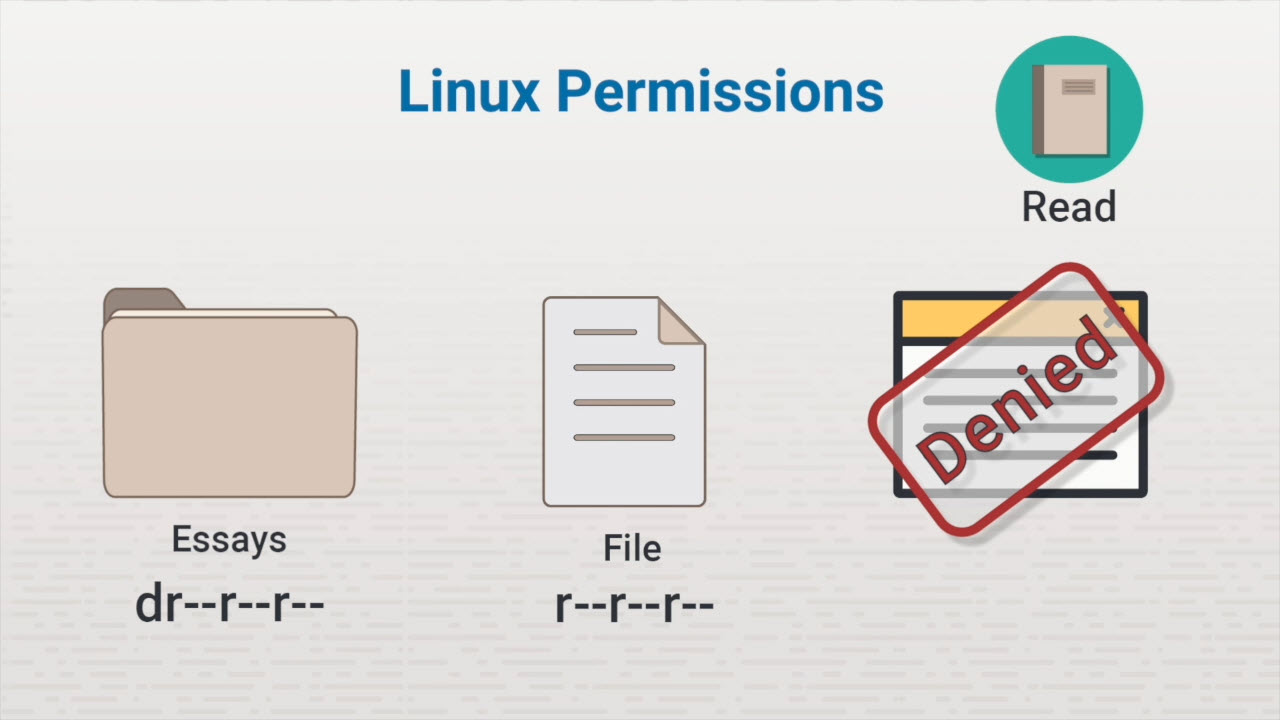 Linux Permissions
Read
Denied
Essays
File
dr--r--r--
r--r--r--